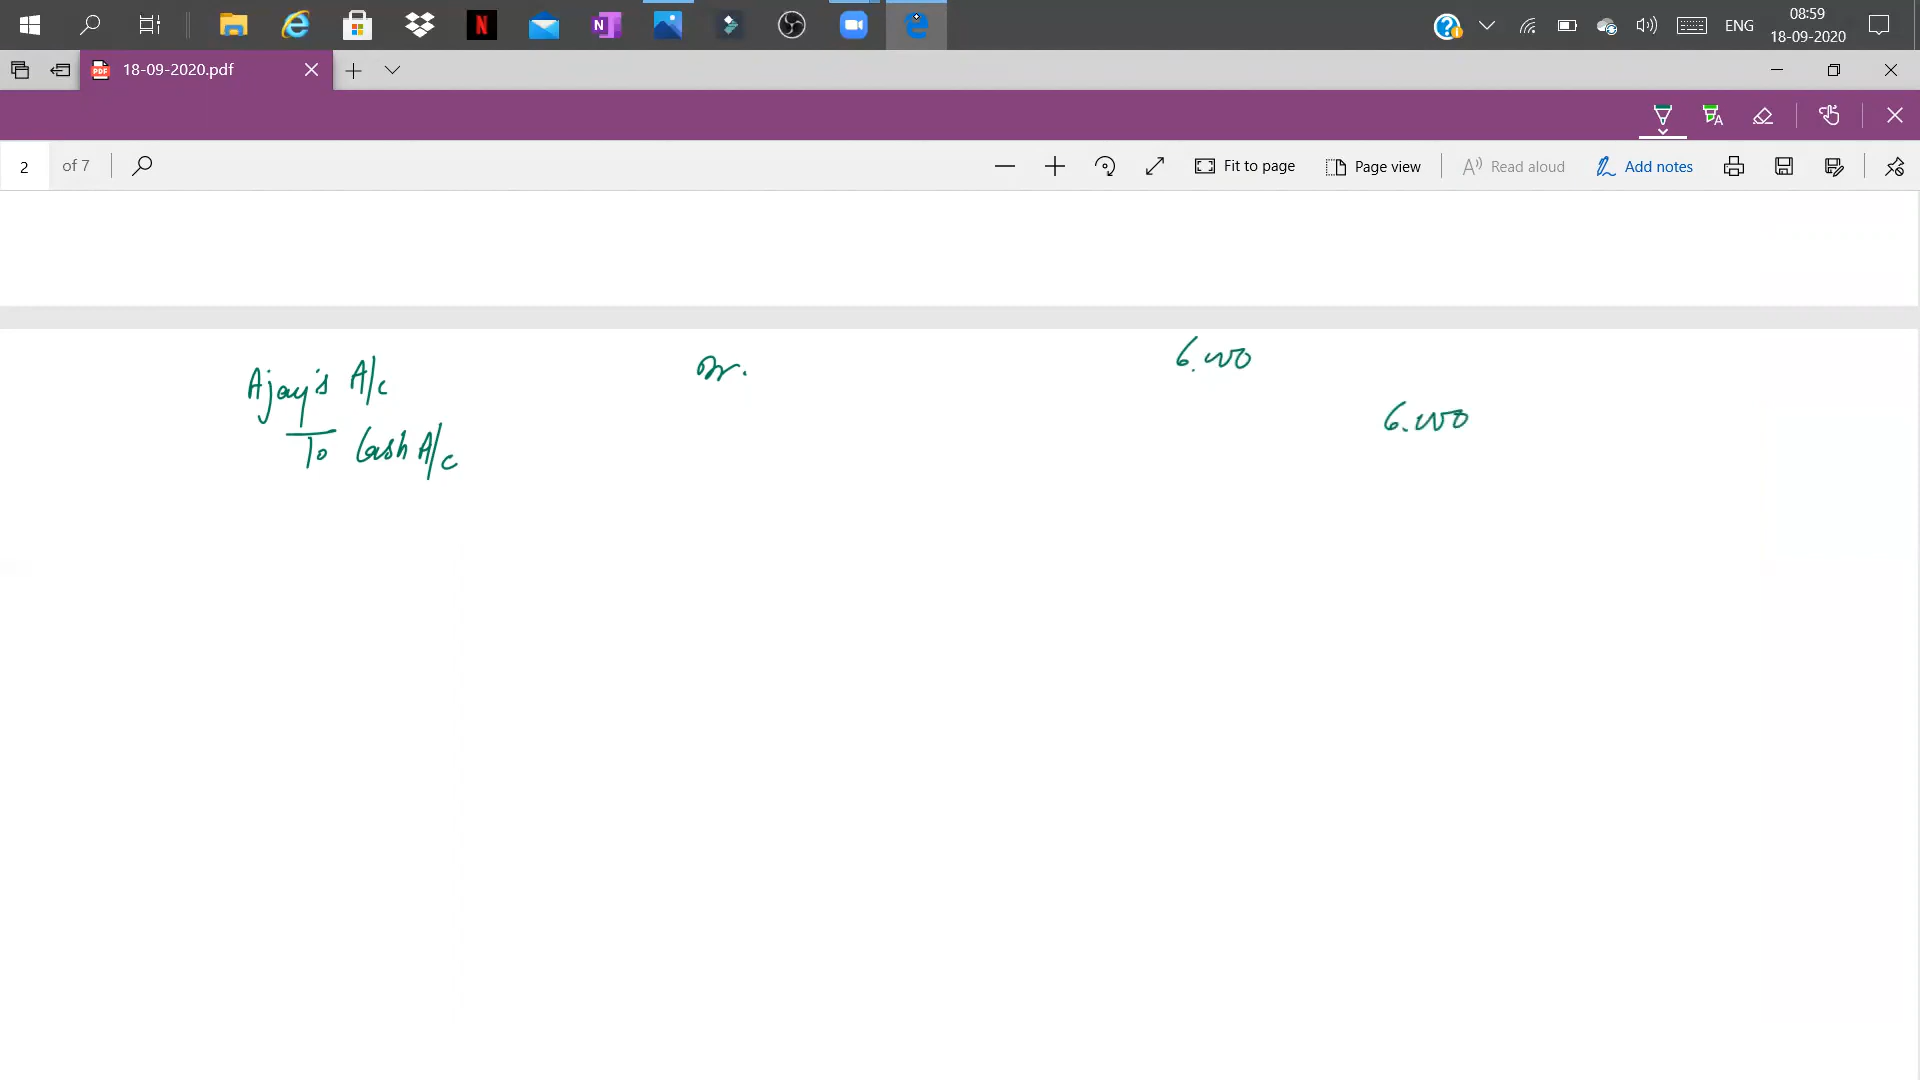 ENG
08:59
18-09-2020
18-09-2020.pdf
2 of 7
Fit to page
Page view
Read aloud
Add notes
Ajay's A/c Dr. 6.000
To Cash A/c 6.000